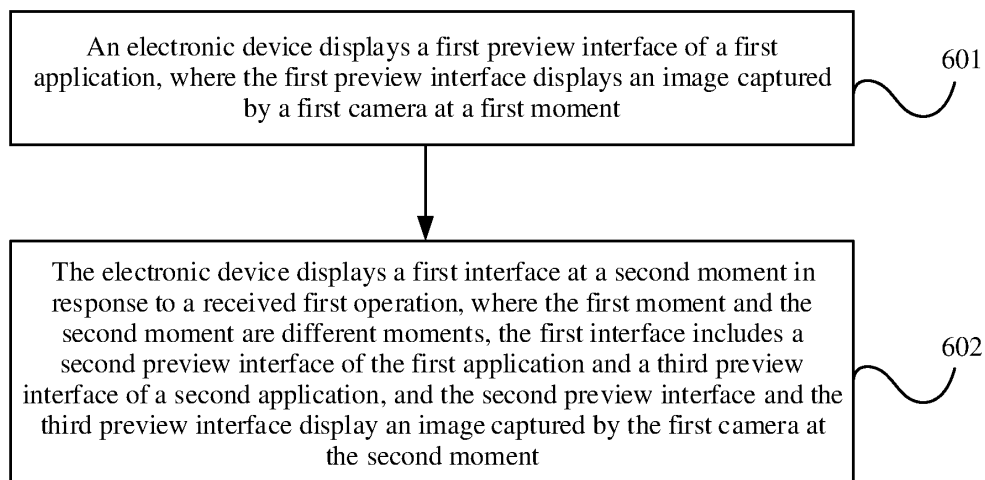 An electronic device displays a first preview interface of a first
application, where the first preview interface displays an image captured
by a first camera at a first moment
601
The electronic device displays a first interface at a second moment in
response to a received first operation, where the first moment and the
second moment are different moments, the first interface includes a
second preview interface of the first application and a third preview
interface of a second application, and the second preview interface and the
third preview interface display an image captured by the first camera at
the second moment
602